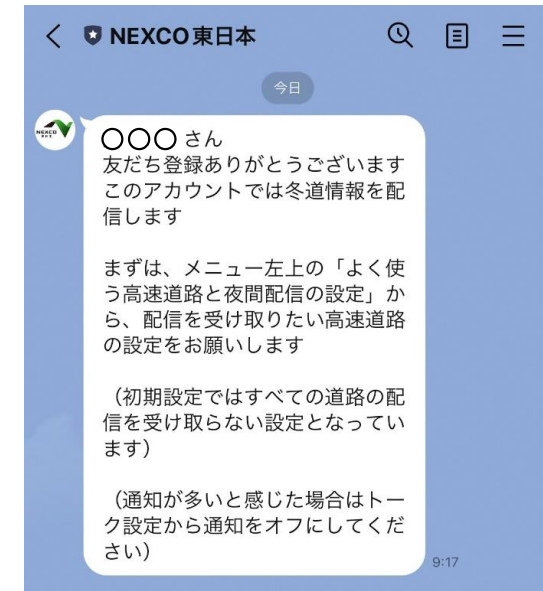 NEXCO東日本
今日
NEXCO
〇〇〇 さん
友だち登録ありがとうございます
このアカウントでは冬道情報を配
信します
まずは、メニュー左上の「よく使
う高速道路と夜間配信の設定」か
ら、配信を受け取りたい高速道路
の設定をお願いします
（初期設定ではすべての道路の配
信を受け取らない設定となってい
ます）
（通知が多いと感じた場合はトー
ク設定から通知をオフにしてくだ
さい）
9:17